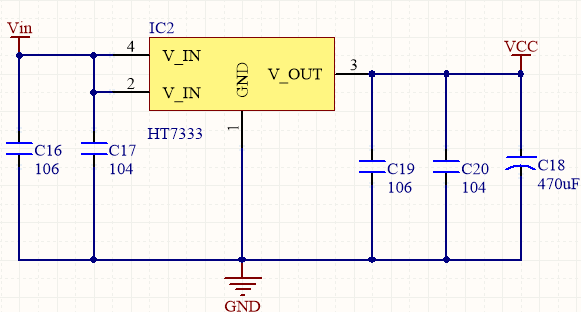 Vin
IC2
VCC
4
V_IN
2
V_IN
GND
V_OUT
3
1
HT7333
C16
106
C17
104
C19
106
C20
104
C18
470uF
GND